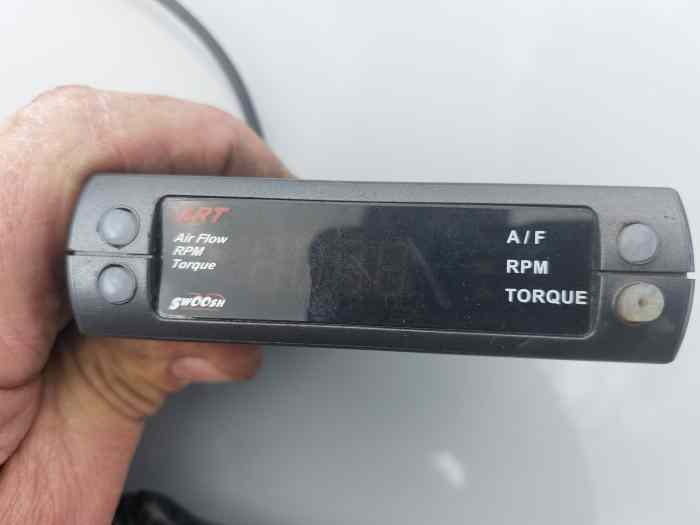 ART
Air Flow
RPM
Torque
SWOOSH
A / F
RPM
TORQUE